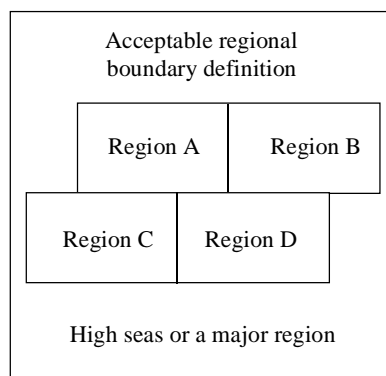 Acceptable regional
boundary definition
Region A
Region B
Region C
Region D
High seas or a major region